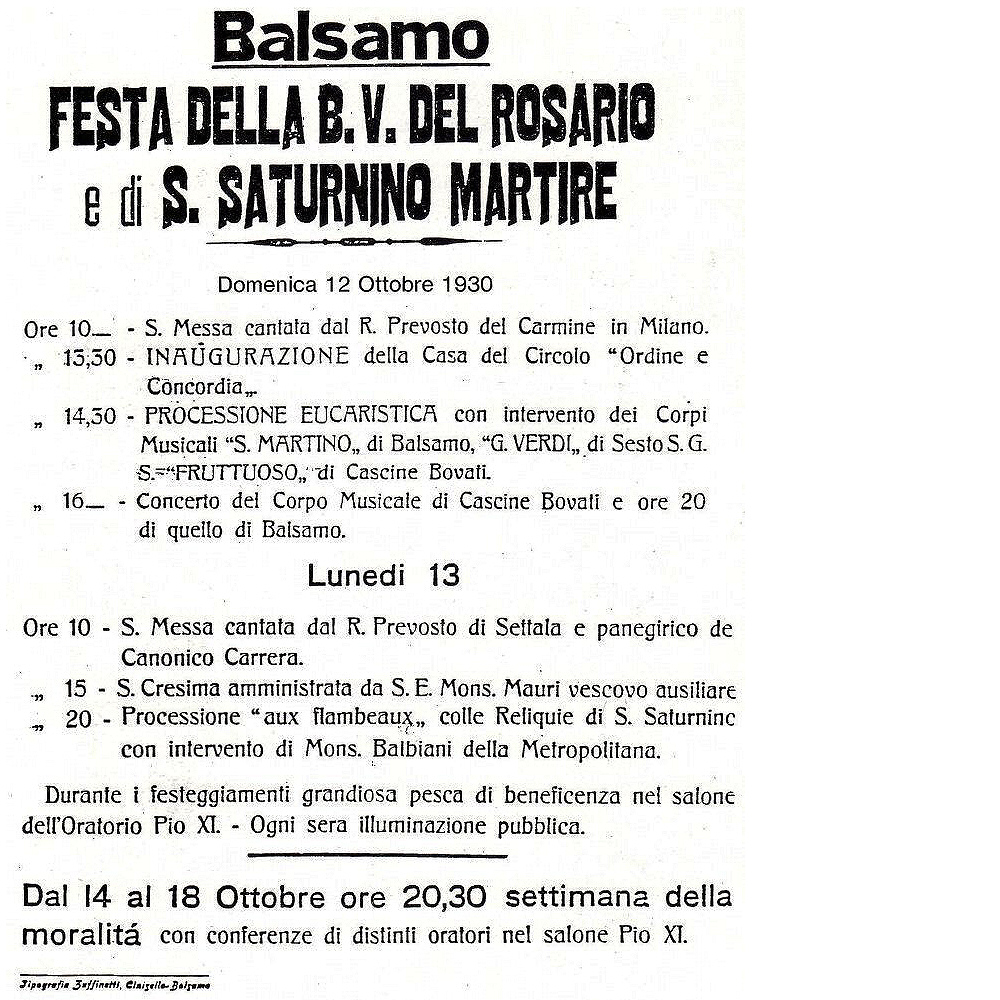 Balsamo
FESTA DELLA B. V. DEL ROSARIO
e di S. SATURNINO MARTIRE
Domenica 12 Ottobre 1930
Ore 10— - S. Messa cantata dal R. Prevosto del Carmine in Milano.
„ 13,30 - INAUGURAZIONE della Casa del Circolo “Ordine e
Concordia„.
„ 14,30 - PROCESSIONE EUCARISTICA con intervento dei Corpi
Musicali “S. MARTINO„ di Balsamo, “G. VERDI„ di Sesto S. G.
S.=“FRUTTUOSO„ di Cascine Bovati.
„ 16— - Concerto del Corpo Musicale di Cascine Bovati e ore 20
di quello di Balsamo.
Lunedi 13
Ore 10 - S. Messa cantata dal R. Prevosto di Settala e panegirico de
Canonico Carrera.
„ 15 - S. Cresima amministrata da S. E. Mons. Mauri vescovo ausiliare
„ 20 - Processione “aux flambeaux„ colle Reliquie di S. Saturninc
con intervento di Mons. Balbiani della Metropolitana.
Durante i festeggiamenti grandiosa pesca di beneficenza nel salone
dell'Oratorio Pio XI. - Ogni sera illuminazione pubblica.
Dal 14 al 18 Ottobre ore 20,30 settimana della
moralitá con conferenze di distinti oratori nel salone Pio XI.
Tipografia Zaffinetti, Cinisello-Balsamo